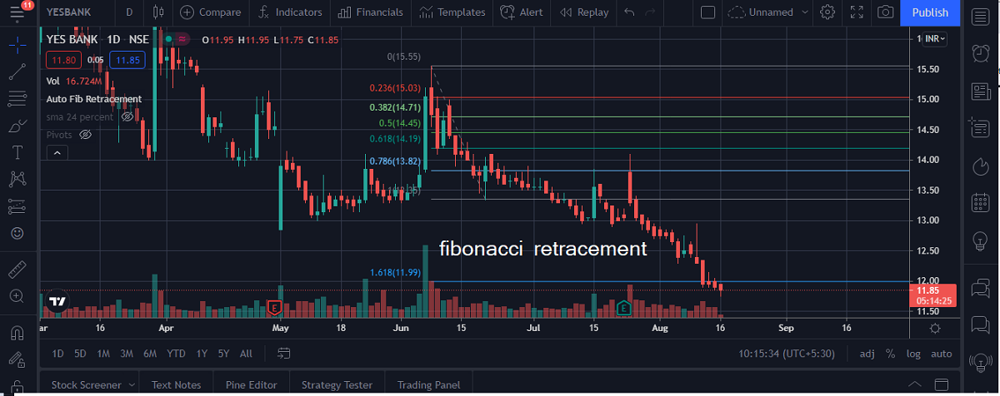 11
YESBANK D Compare Indicators Financials Templates Alert Replay Unnamed Publish
YES BANK 1D NSE O11.95 H11.95 L11.75 C11.85
INR
11.80 0.05 11.85
Vol 16.724M
Auto Fib Retracement
sma 24 percent
Pivots
0(15.55)
0.236(15.03)
0.382(14.71)
0.5(14.45)
0.618(14.19)
0.786(13.82)
1.618(11.99)
fibonacci retracement
15.50
15.00
14.50
14.00
13.50
13.00
12.50
12.00
11.85
05:14:25
11.50
E E
16 Apr 19 May 18 Jun 15 Jul 15 Aug 16 Sep 16
1D 5D 1M 3M 6M YTD 1Y 5Y All 10:15:34 (UTC+5:30) adj % log auto
Stock Screener Text Notes Pine Editor Strategy Tester Trading Panel